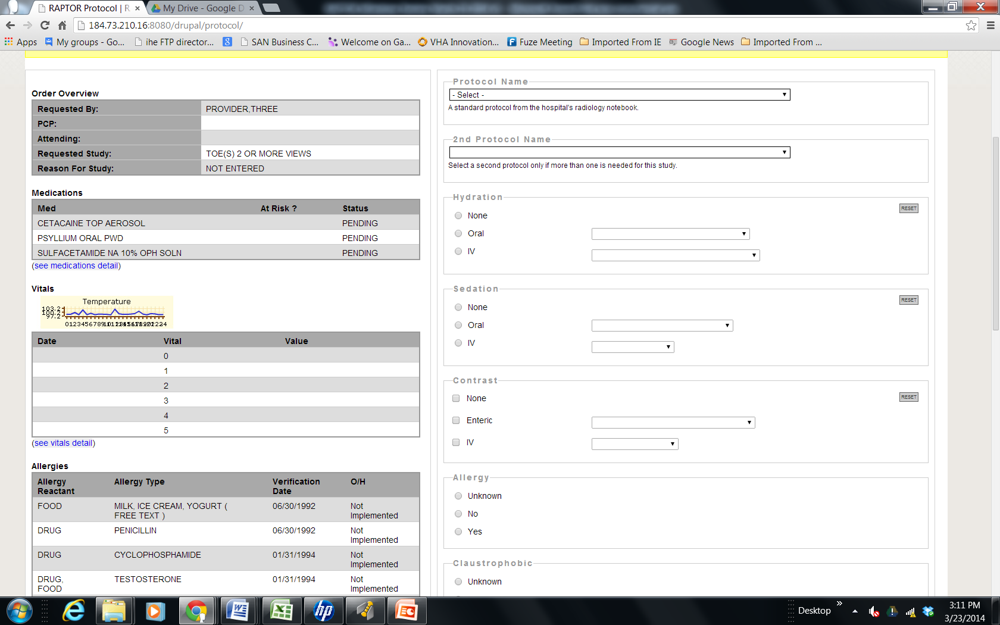 RAPTOR Protocol | R
My Drive - Google D
184.73.210.16:8080/drupal/protocol/
Apps My groups - Go... ihe FTP director... SAN Business C... Welcome on Ga... VHA Innovation... Fuze Meeting Imported From IE Google News Imported From ...
Order Overview
Requested By: PROVIDER,THREE
PCP:
Attending:
Requested Study: TOE(S) 2 OR MORE VIEWS
Reason For Study: NOT ENTERED
Medications
Med At Risk ? Status
CETACAINE TOP AEROSOL PENDING
PSYLLIUM ORAL PWD PENDING
SULFACETAMIDE NA 10% OPH SOLN PENDING
(see medications detail)
Vitals
Temperature
103.2
97.2
Date Vital Value
0
1
2
3
4
5
(see vitals detail)
Allergies
Allergy Reactant Allergy Type Verification Date O/H
FOOD MILK, ICE CREAM, YOGURT ( FREE TEXT ) 06/30/1992 Not Implemented
DRUG PENICILLIN 06/30/1992 Not Implemented
DRUG CYCLOPHOSPHAMIDE 01/31/1994 Not Implemented
DRUG, FOOD TESTOSTERONE 01/31/1994 Not Implemented
Protocol Name
- Select -
A standard protocol from the hospital's radiology notebook.
2nd Protocol Name
Select a second protocol only if more than one is needed for this study.
Hydration
RESET
None
Oral
IV
Sedation
RESET
None
Oral
IV
Contrast
RESET
None
Enteric
IV
Allergy
Unknown
No
Yes
Claustrophobic
Unknown
Desktop
3:11 PM
3/23/2014